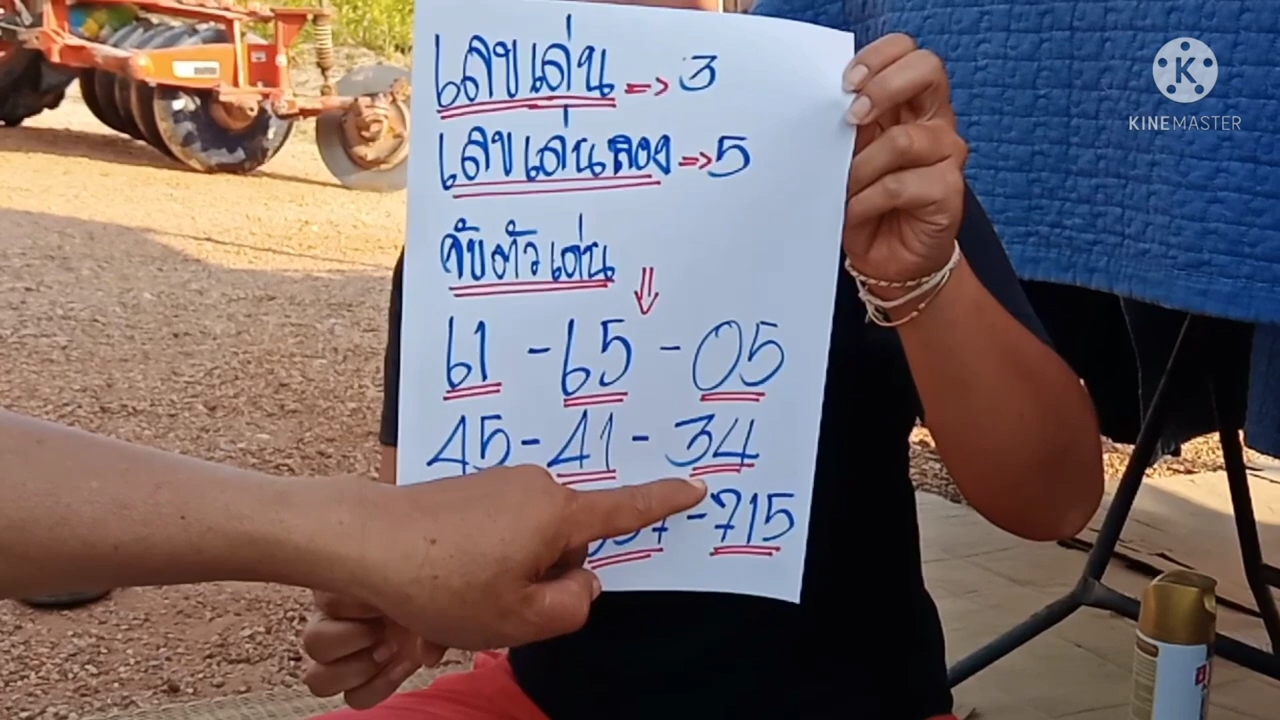 เลขเด่น => 3
เลขเด่นลอง => 5
จับตัวเด่น
61 - 65 - 05
45 - 41 - 34
- 715
K
KINEMASTER